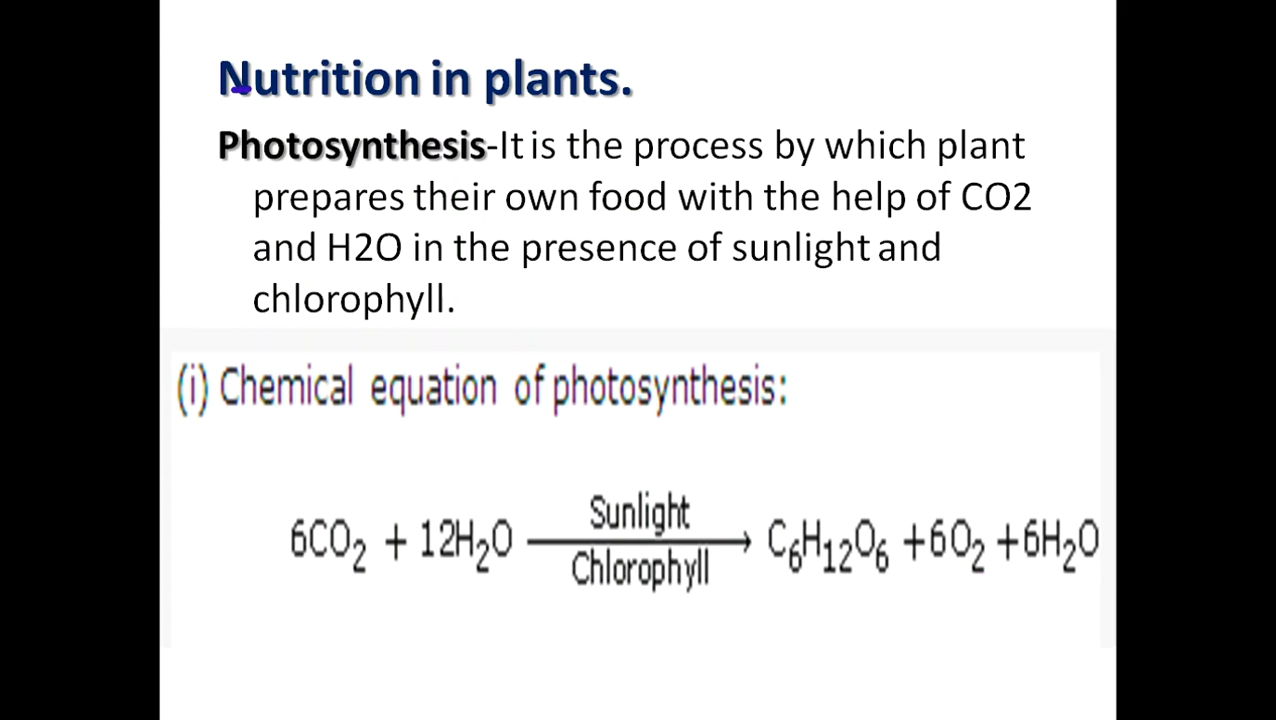 Nutrition in plants.
Photosynthesis-It is the process by which plant
prepares their own food with the help of CO2
and H2O in the presence of sunlight and
chlorophyll.
(i) Chemical equation of photosynthesis:
Sunlight
6CO₂ + 12H₂O ⟶ C₆H₁₂O₆ +6O₂ +6H₂O
Chlorophyll